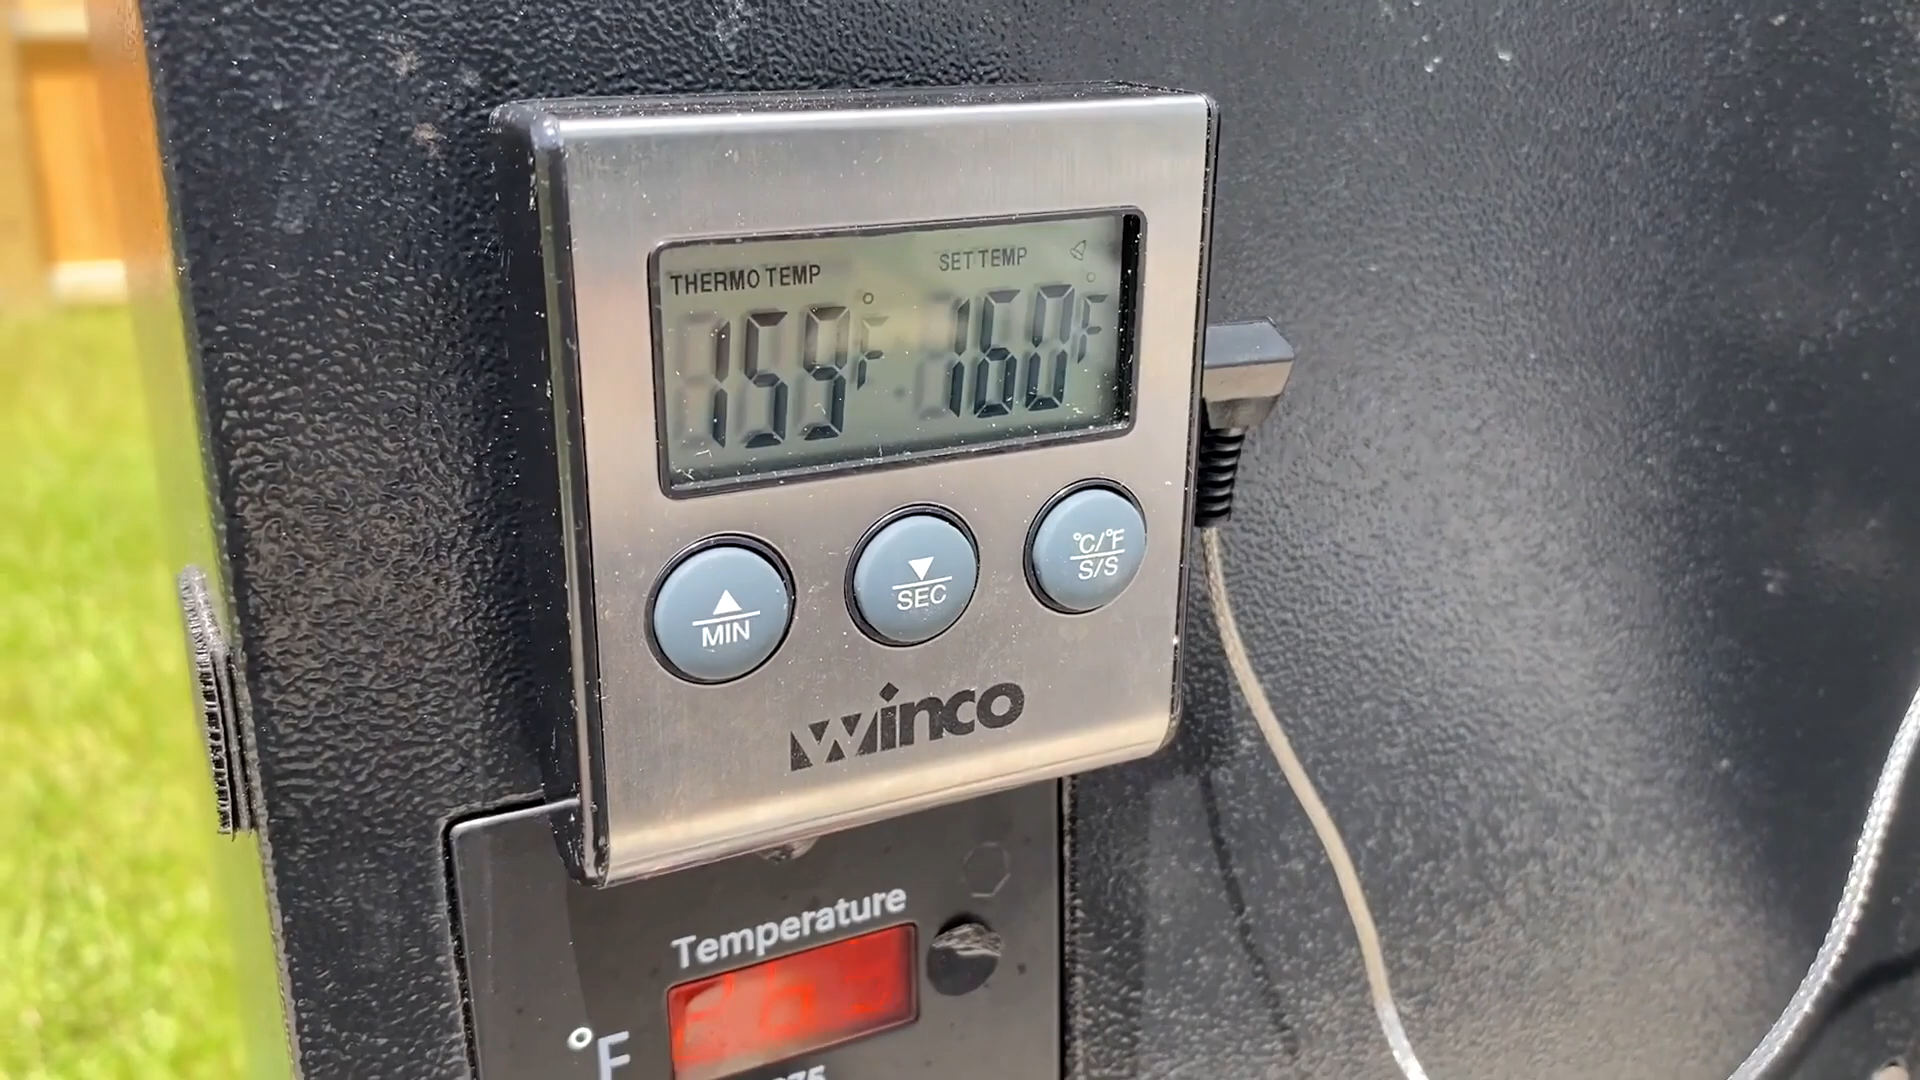 THERMO TEMP SET TEMP
159°F 160°F
▲ MIN
▼ SEC
°C/°F
S/S
winco
Temperature
°F